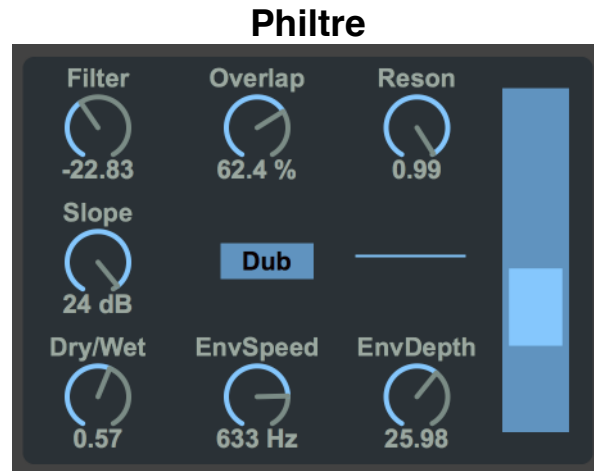 Philtre
Filter Overlap Reson
-22.83 62.4 % 0.99
Slope
24 dB
Dub
Dry/Wet EnvSpeed EnvDepth
0.57 633 Hz 25.98